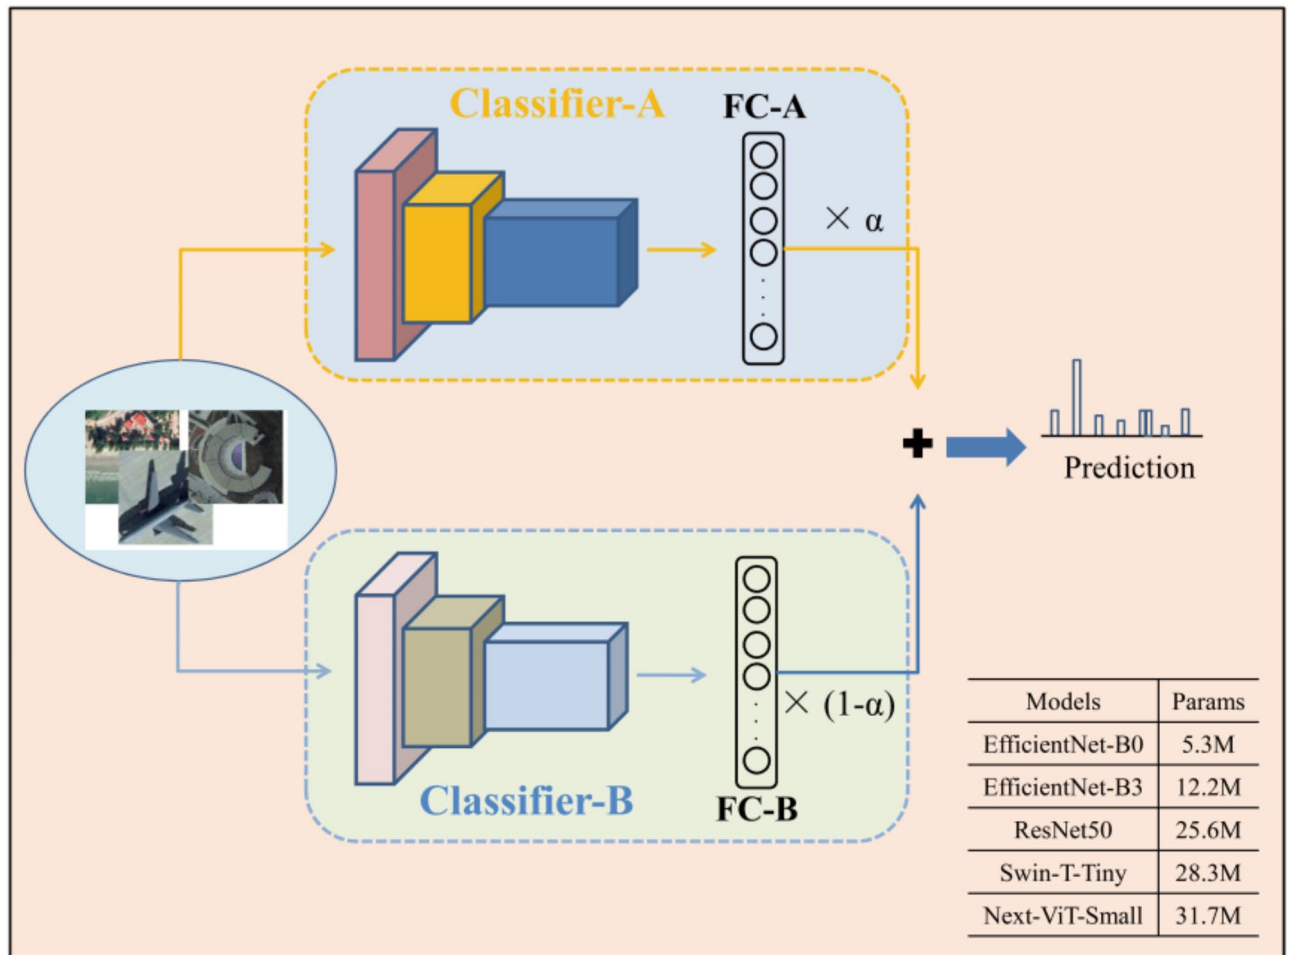 Classifier-A
FC-A
× α
Prediction
× (1-α)
Classifier-B
FC-B
Models Params
EfficientNet-B0 5.3M
EfficientNet-B3 12.2M
ResNet50 25.6M
Swin-T-Tiny 28.3M
Next-ViT-Small 31.7M